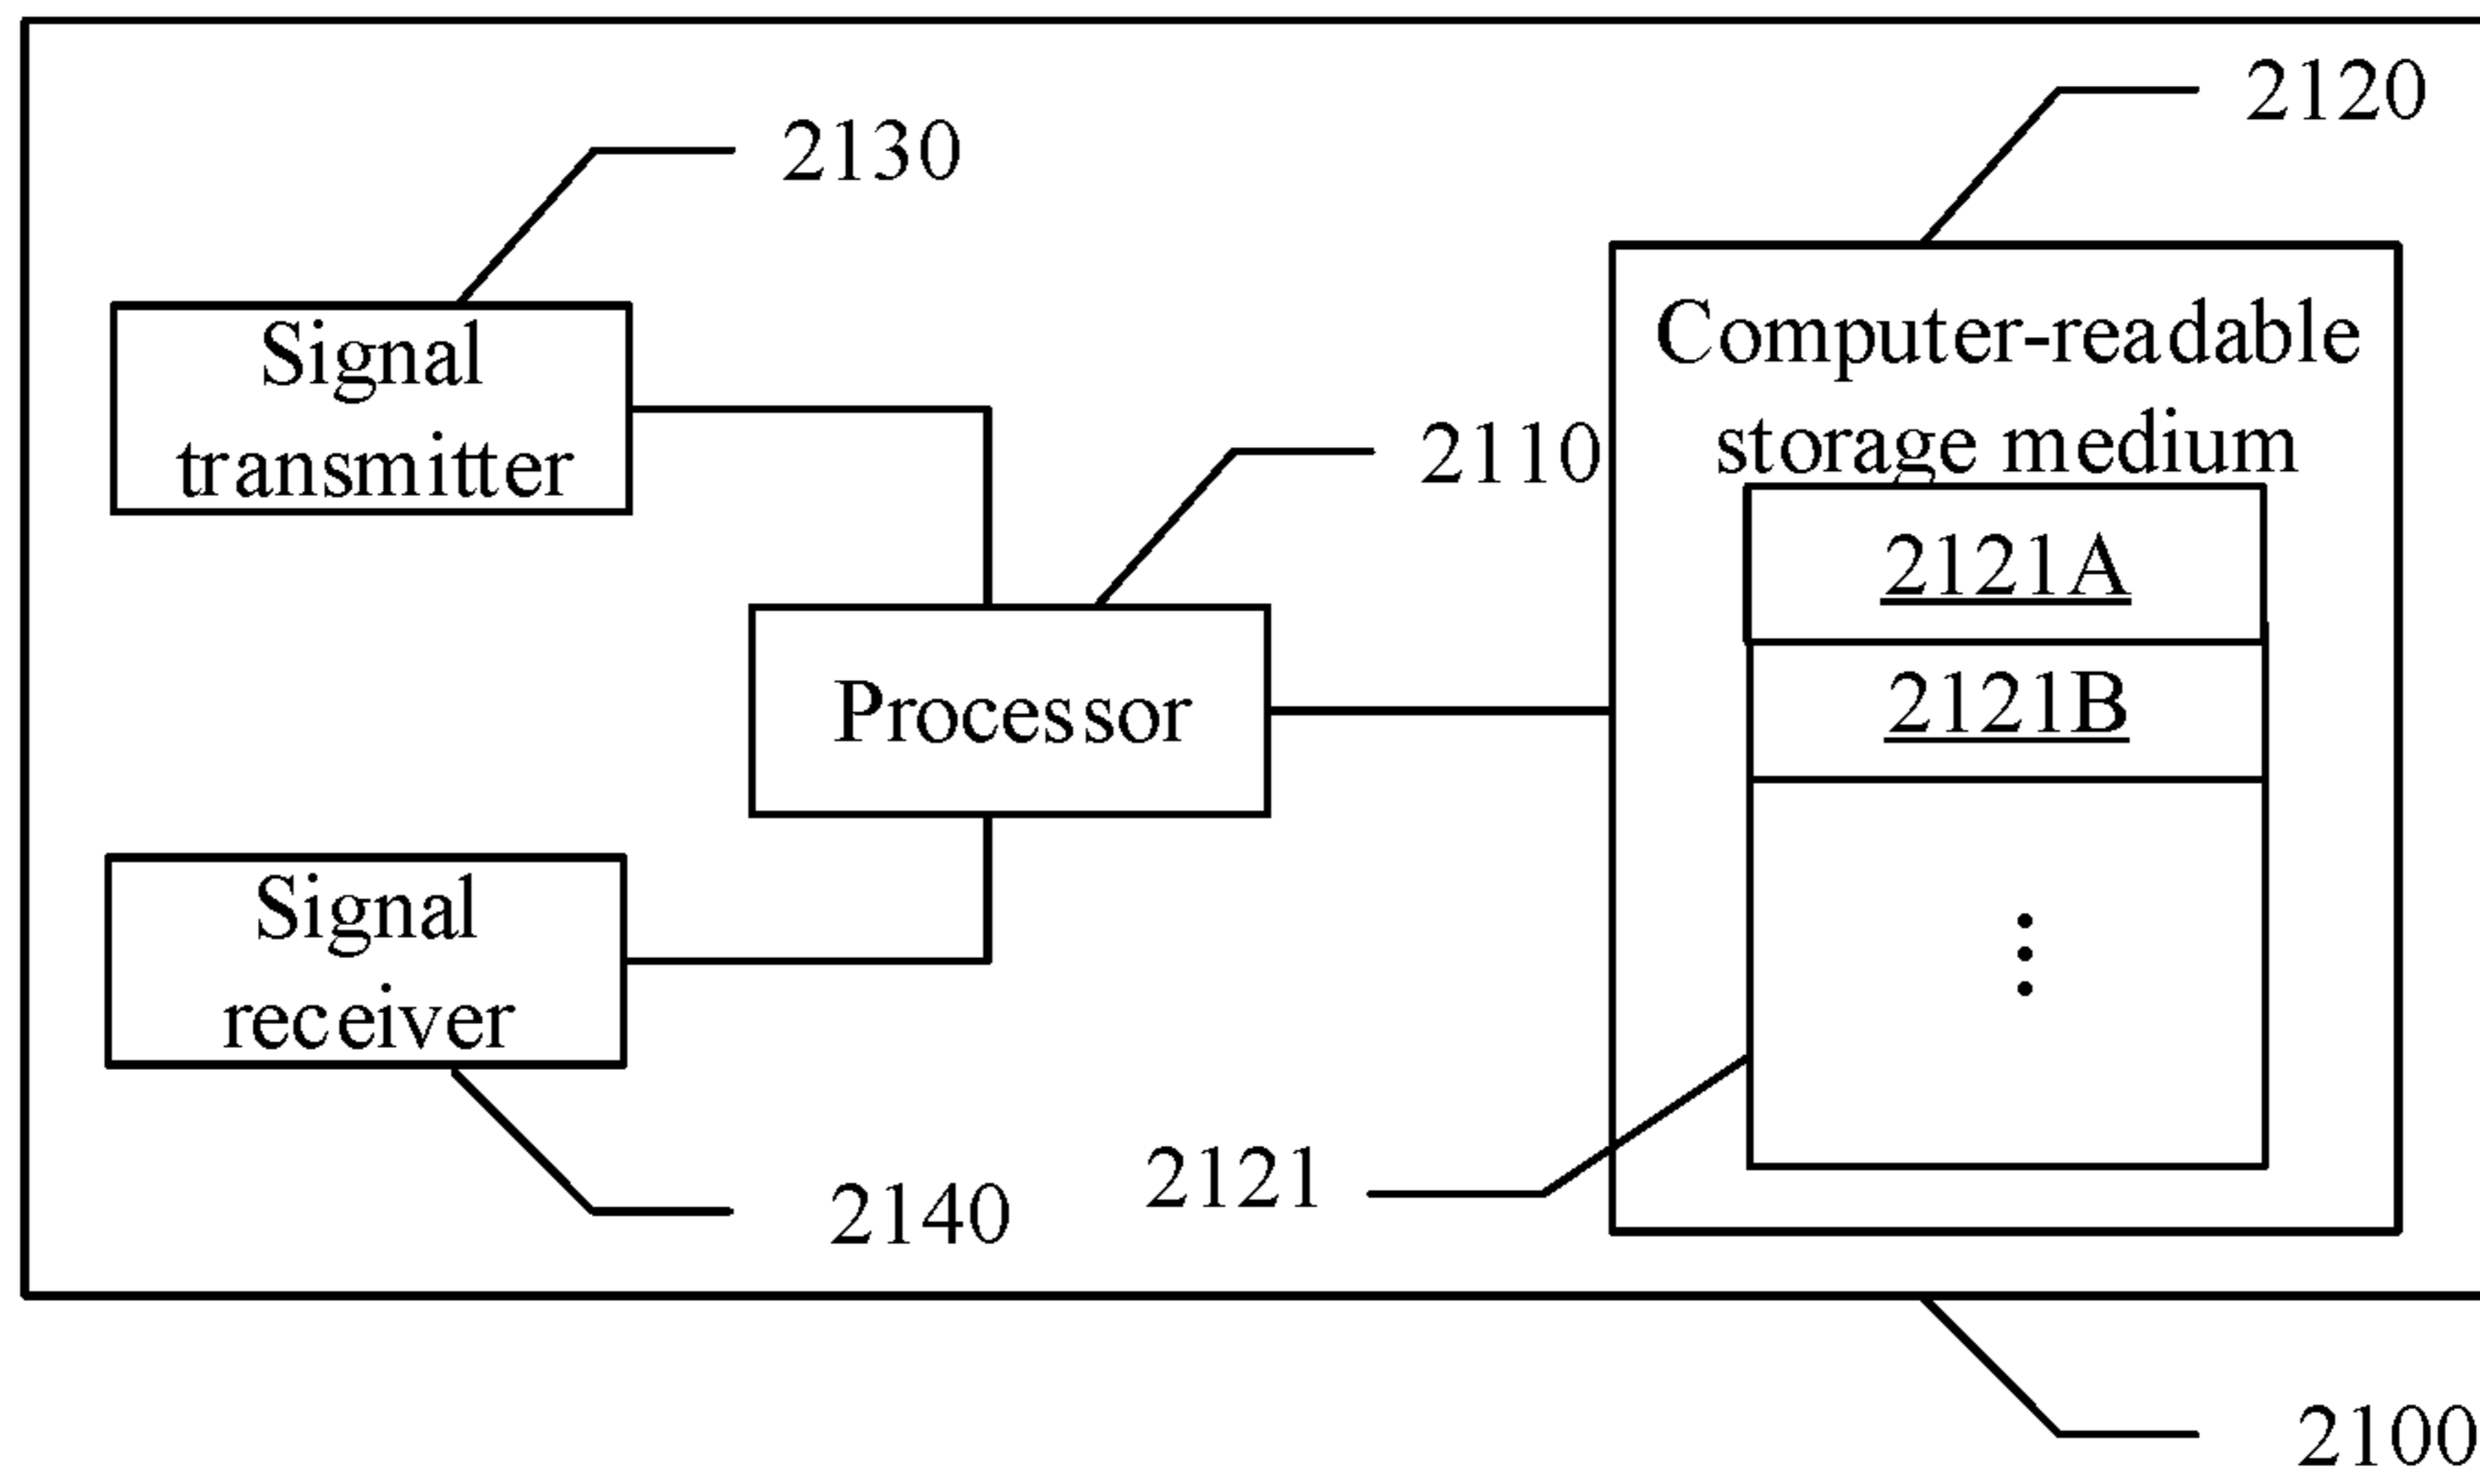 2120
2130
Signal
transmitter
Computer-readable
storage medium
2110
2121A
Processor
2121B
Signal
receiver
2121
2140
2100